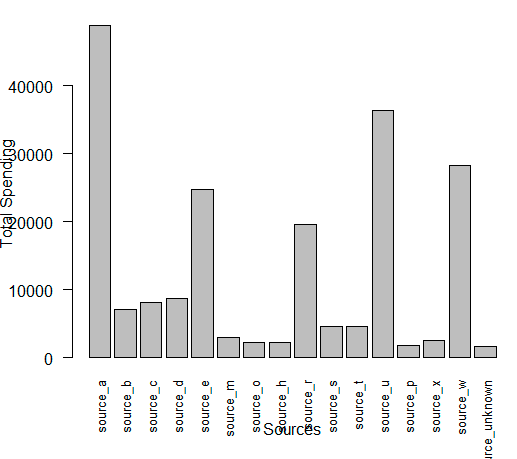 Total Spending
40000
30000
20000
10000
0
source_a
source_b
source_c
source_d
source_e
source_m
source_o
source_h
source_r
source_s
source_t
source_u
source_p
source_x
source_w
urce_unknown
Sources